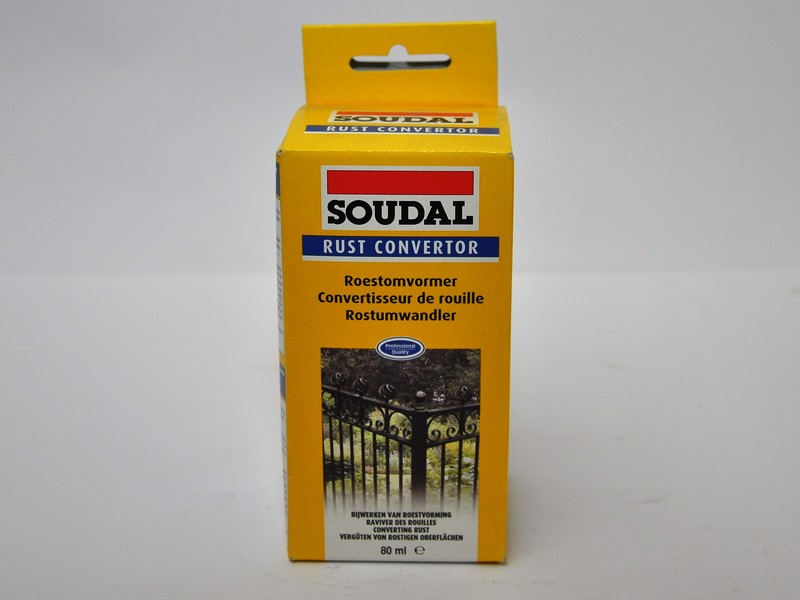 SOUDAL
RUST CONVERTOR
SOUDAL
RUST CONVERTOR
Roestomvormer
Convertisseur de rouille
Rostumwandler
Professional
Quality
BIJWERKEN VAN ROESTVORMING
RAVIVER DES ROUILLES
CONVERTING RUST
VERGÜTEN VON ROSTIGEN OBERFLÄCHEN
80 ml ℮